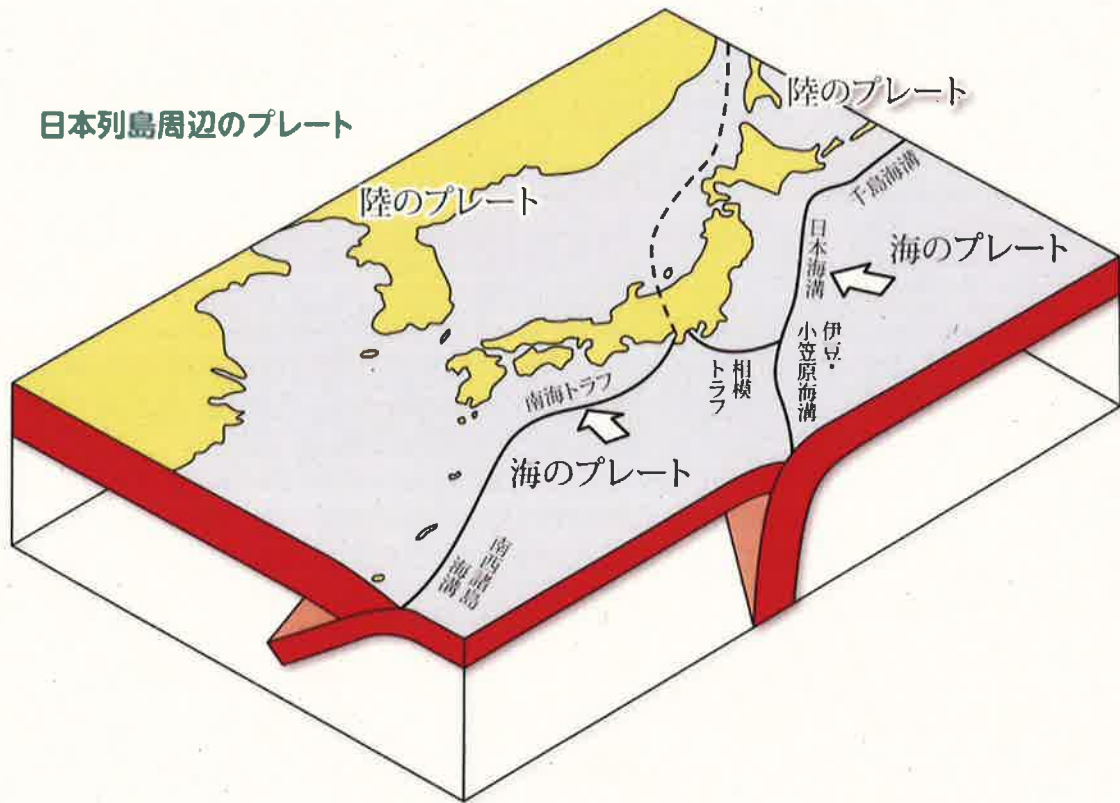 日本列島周辺のプレート
陸のプレート
陸のプレート
千島海溝
日本海溝
海のプレート
伊豆・
小笠原海溝
相模
トラフ
南海トラフ
海のプレート
南西諸島
海溝